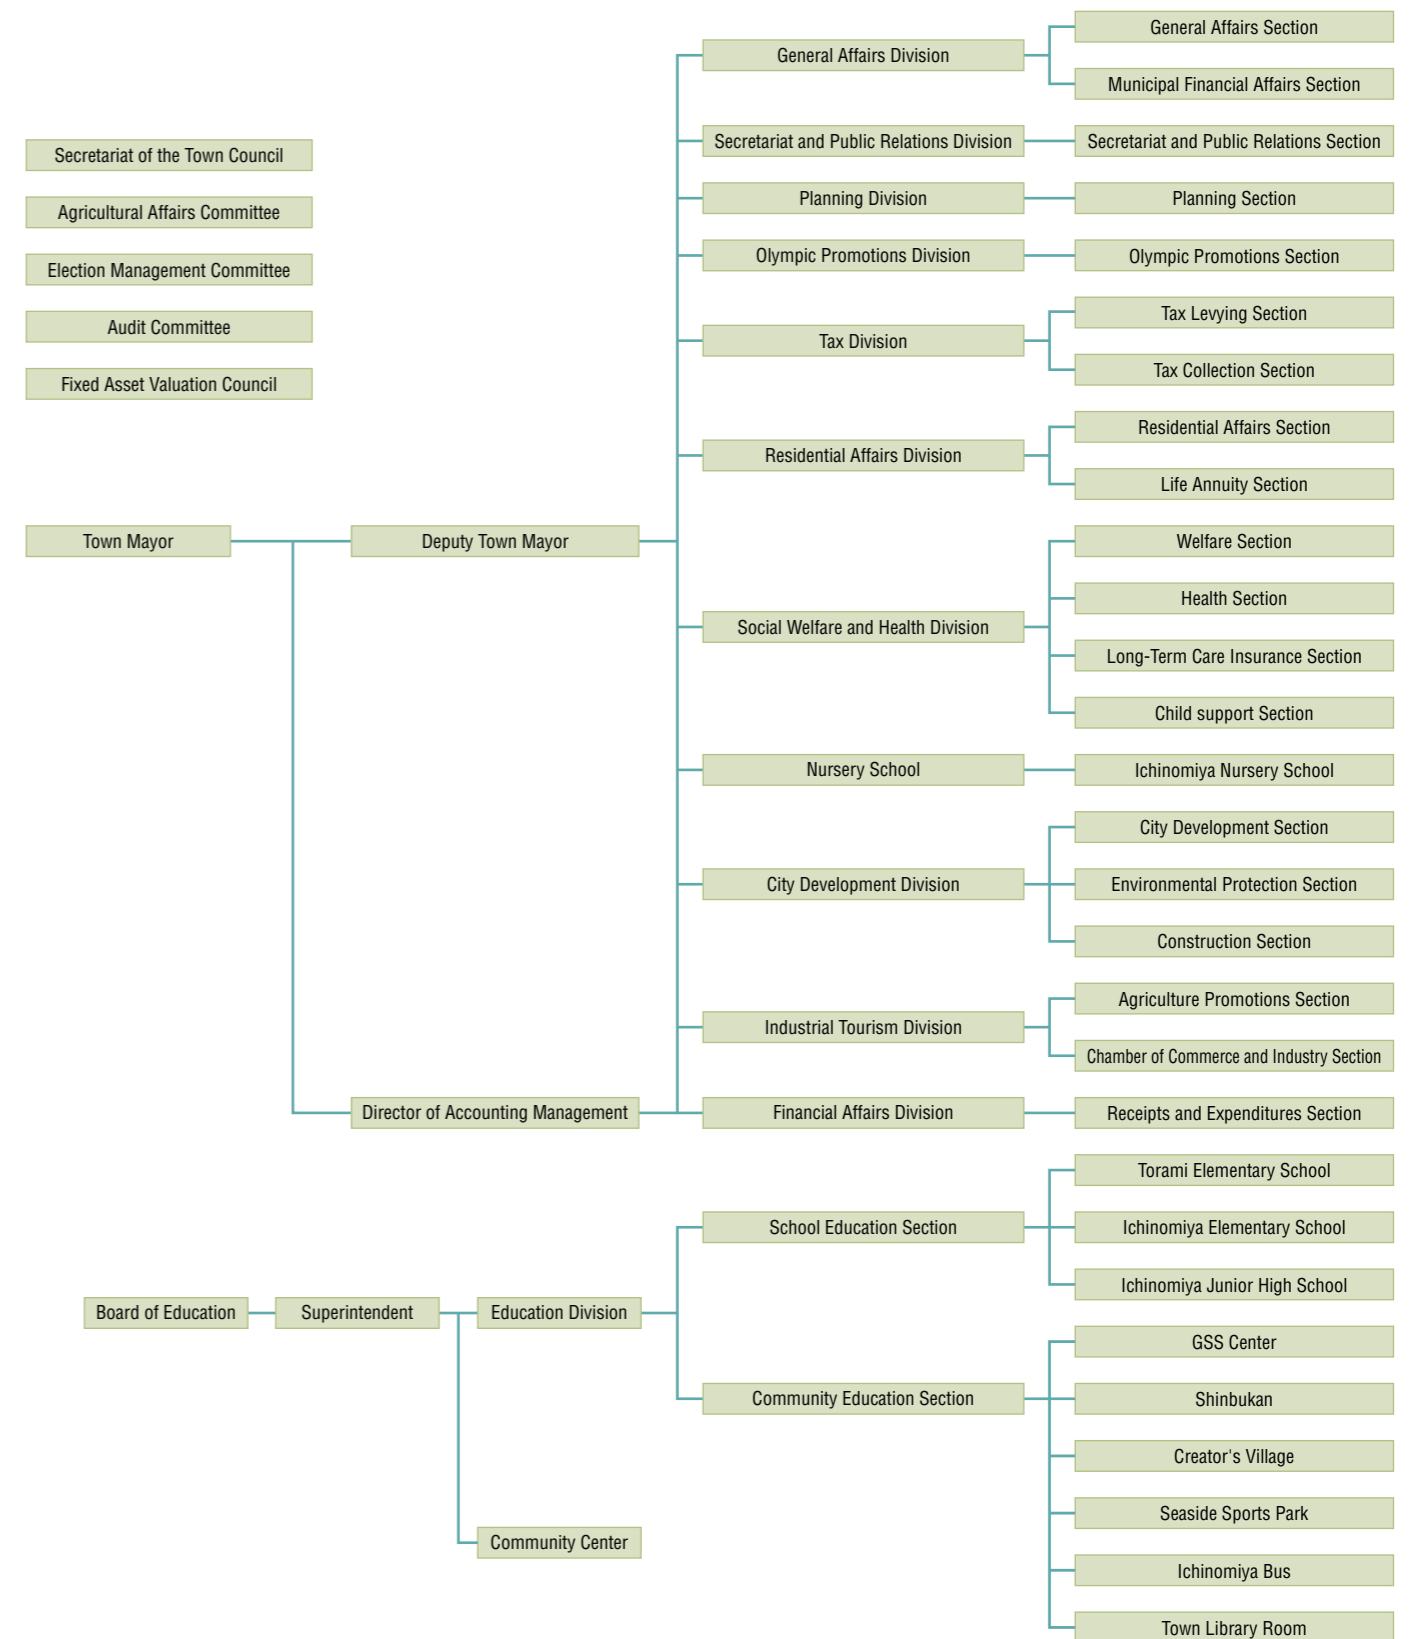 General Affairs Section
General Affairs Division
Municipal Financial Affairs Section
Secretariat of the Town Council
Secretariat and Public Relations Division
Secretariat and Public Relations Section
Agricultural Affairs Committee
Planning Division
Planning Section
Election Management Committee
Olympic Promotions Division
Olympic Promotions Section
Audit Committee
Tax Division
Tax Levying Section
Tax Collection Section
Fixed Asset Valuation Council
Residential Affairs Division
Residential Affairs Section
Life Annuity Section
Town Mayor
Deputy Town Mayor
Social Welfare and Health Division
Welfare Section
Health Section
Long-Term Care Insurance Section
Child support Section
Nursery School
Ichinomiya Nursery School
City Development Division
City Development Section
Environmental Protection Section
Construction Section
Industrial Tourism Division
Agriculture Promotions Section
Chamber of Commerce and Industry Section
Director of Accounting Management
Financial Affairs Division
Receipts and Expenditures Section
Board of Education
Superintendent
Education Division
School Education Section
Torami Elementary School
Ichinomiya Elementary School
Ichinomiya Junior High School
Community Education Section
GSS Center
Shinbukan
Creator's Village
Seaside Sports Park
Ichinomiya Bus
Town Library Room
Community Center